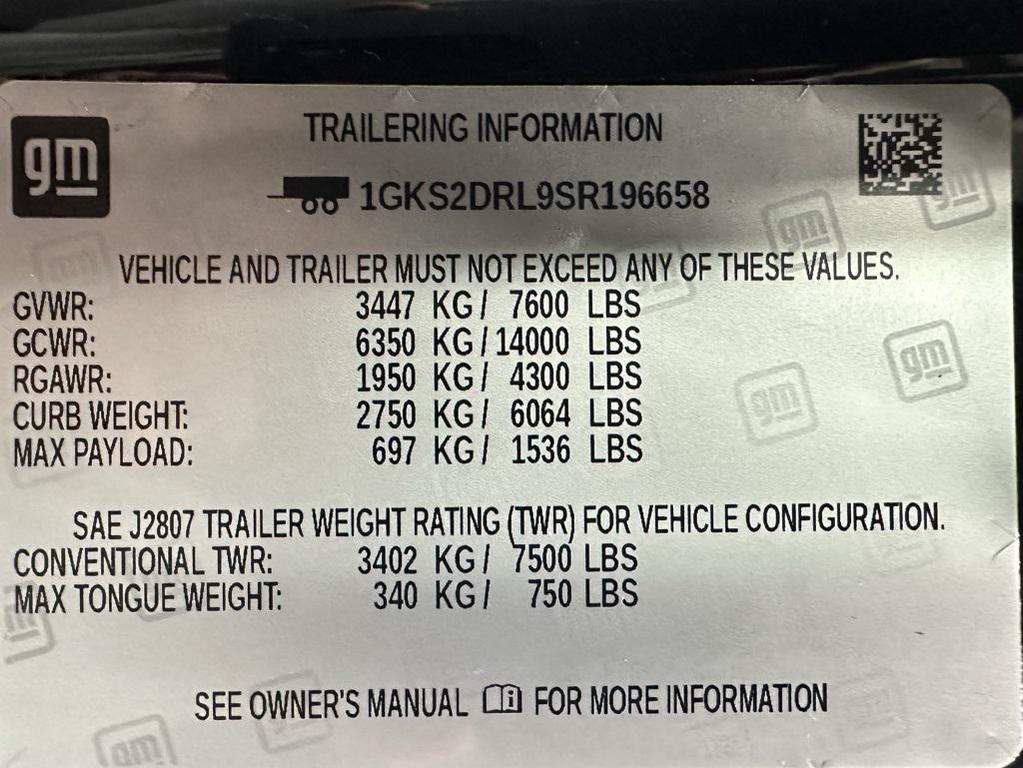 gm
TRAILERING INFORMATION
1GKS2DRL9SR196658
VEHICLE AND TRAILER MUST NOT EXCEED ANY OF THESE VALUES.
GVWR: 3447 KG/ 7600 LBS
GCWR: 6350 KG/14000 LBS
RGAWR: 1950 KG/ 4300 LBS
CURB WEIGHT: 2750 KG/ 6064 LBS
MAX PAYLOAD: 697 KG/ 1536 LBS
SAE J2807 TRAILER WEIGHT RATING (TWR) FOR VEHICLE CONFIGURATION.
CONVENTIONAL TWR: 3402 KG/ 7500 LBS
MAX TONGUE WEIGHT: 340 KG/ 750 LBS
SEE OWNER'S MANUAL i FOR MORE INFORMATION